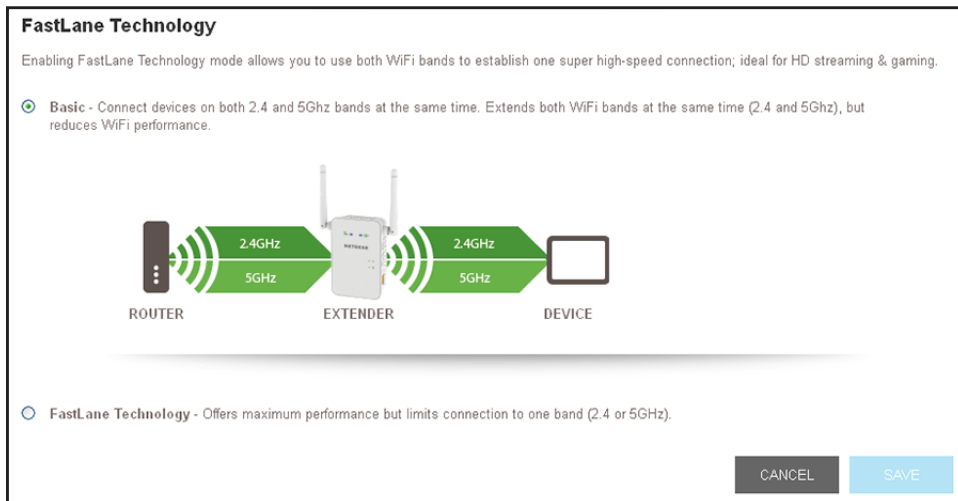 FastLane Technology
Enabling FastLane Technology mode allows you to use both WiFi bands to establish one super high-speed connection; ideal for HD streaming & gaming.
Basic - Connect devices on both 2.4 and 5Ghz bands at the same time. Extends both WiFi bands at the same time (2.4 and 5Ghz), but
reduces WiFi performance.
2.4GHz
5GHz
NETGEAR
2.4GHz
5GHz
ROUTER
EXTENDER
DEVICE
FastLane Technology - Offers maximum performance but limits connection to one band (2.4 or 5GHz).
CANCEL
SAVE